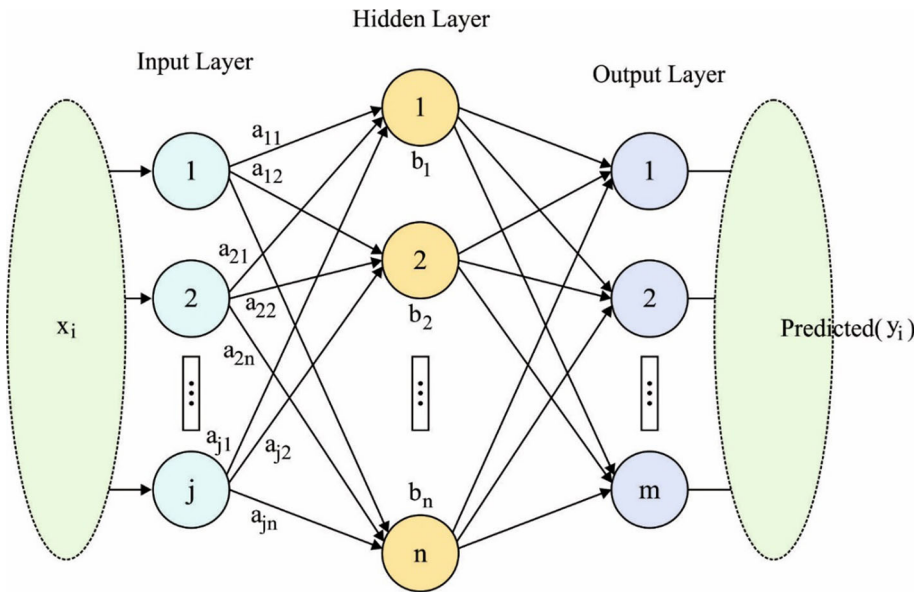 Hidden Layer
Input Layer
Output Layer
1
b₁
1
a₁₁
a₁₂
1
2
b₂
2
a₂₁
a₂₂
a₂ₙ
2
xᵢ
Predicted(yᵢ)
⋮
⋮
⋮
aⱼ₁
aⱼ₂
j
aⱼₙ
bₙ
n
m